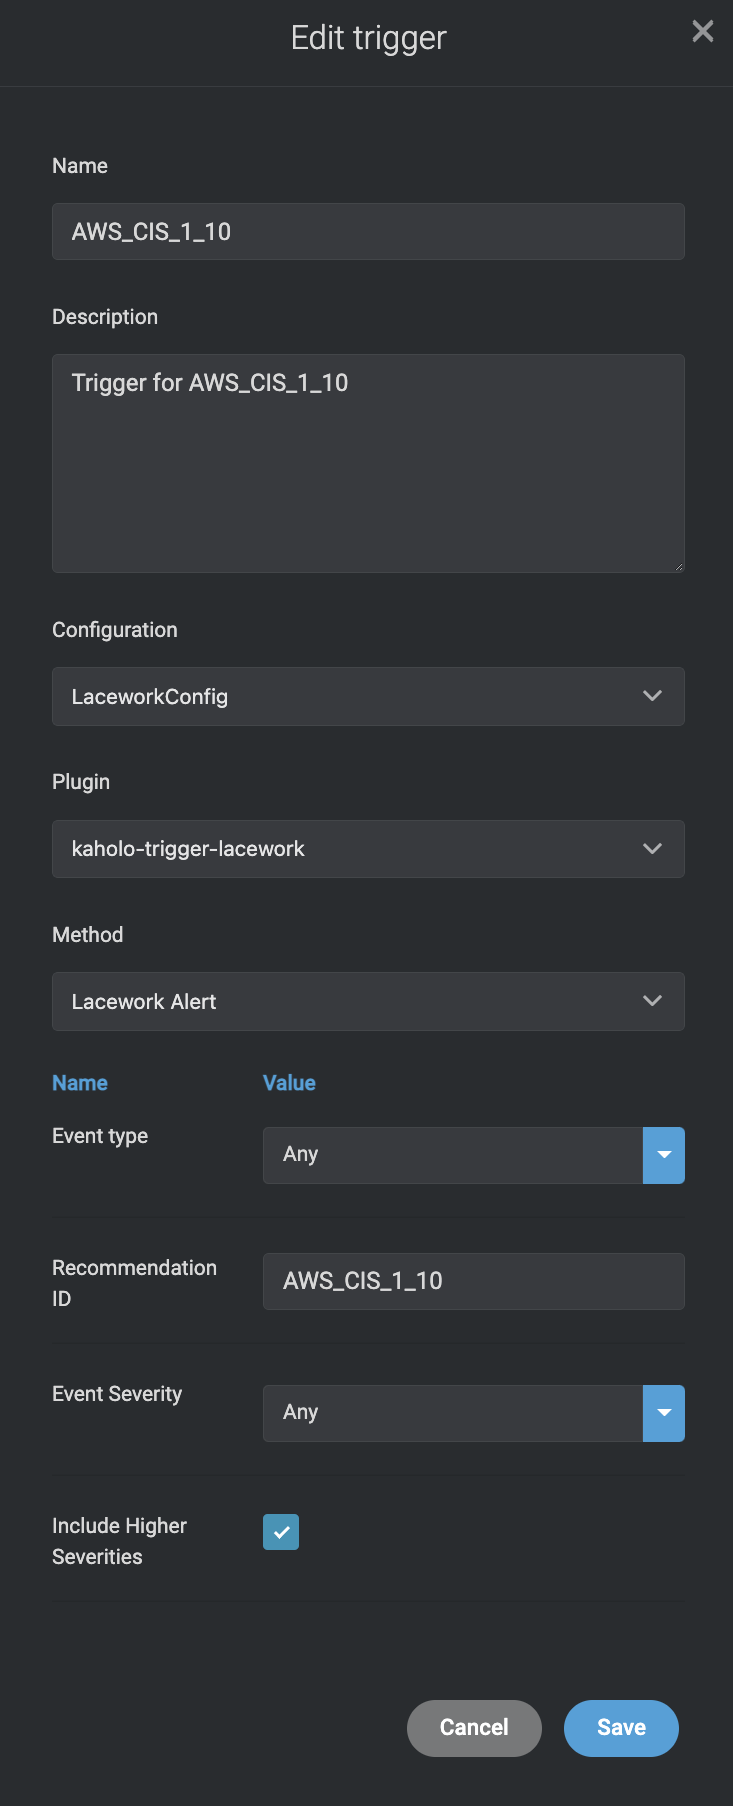 Edit trigger
Name
AWS_CIS_1_10
Description
Trigger for AWS_CIS_1_10
Configuration
LaceworkConfig
Plugin
kaholo-trigger-lacework
Method
Lacework Alert
Name Value
Event type Any
Recommendation
ID
AWS_CIS_1_10
Event Severity Any
Include Higher
Severities
Cancel Save